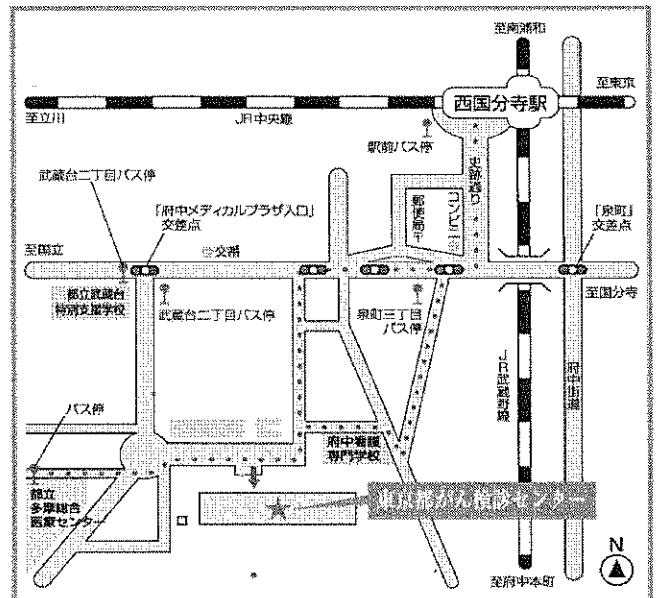 至南浦和
至東京
西国分寺駅
至立川
JR中央線
駅前バス停
史跡通り
武蔵台二丁目バス停
「府中メディカルプラザ入口」
交差点
郵便局〒
コンビニ
「泉町」
交差点
至国立
交番
都立武蔵台
特別支援学校
武蔵台二丁目バス停
泉町三丁目
バス停
至国分寺
JR武蔵野線
府中街道
バス停
府中看護
専門学校
都立
多摩総合
医療センター
東京都がん検診センター
至府中本町
N